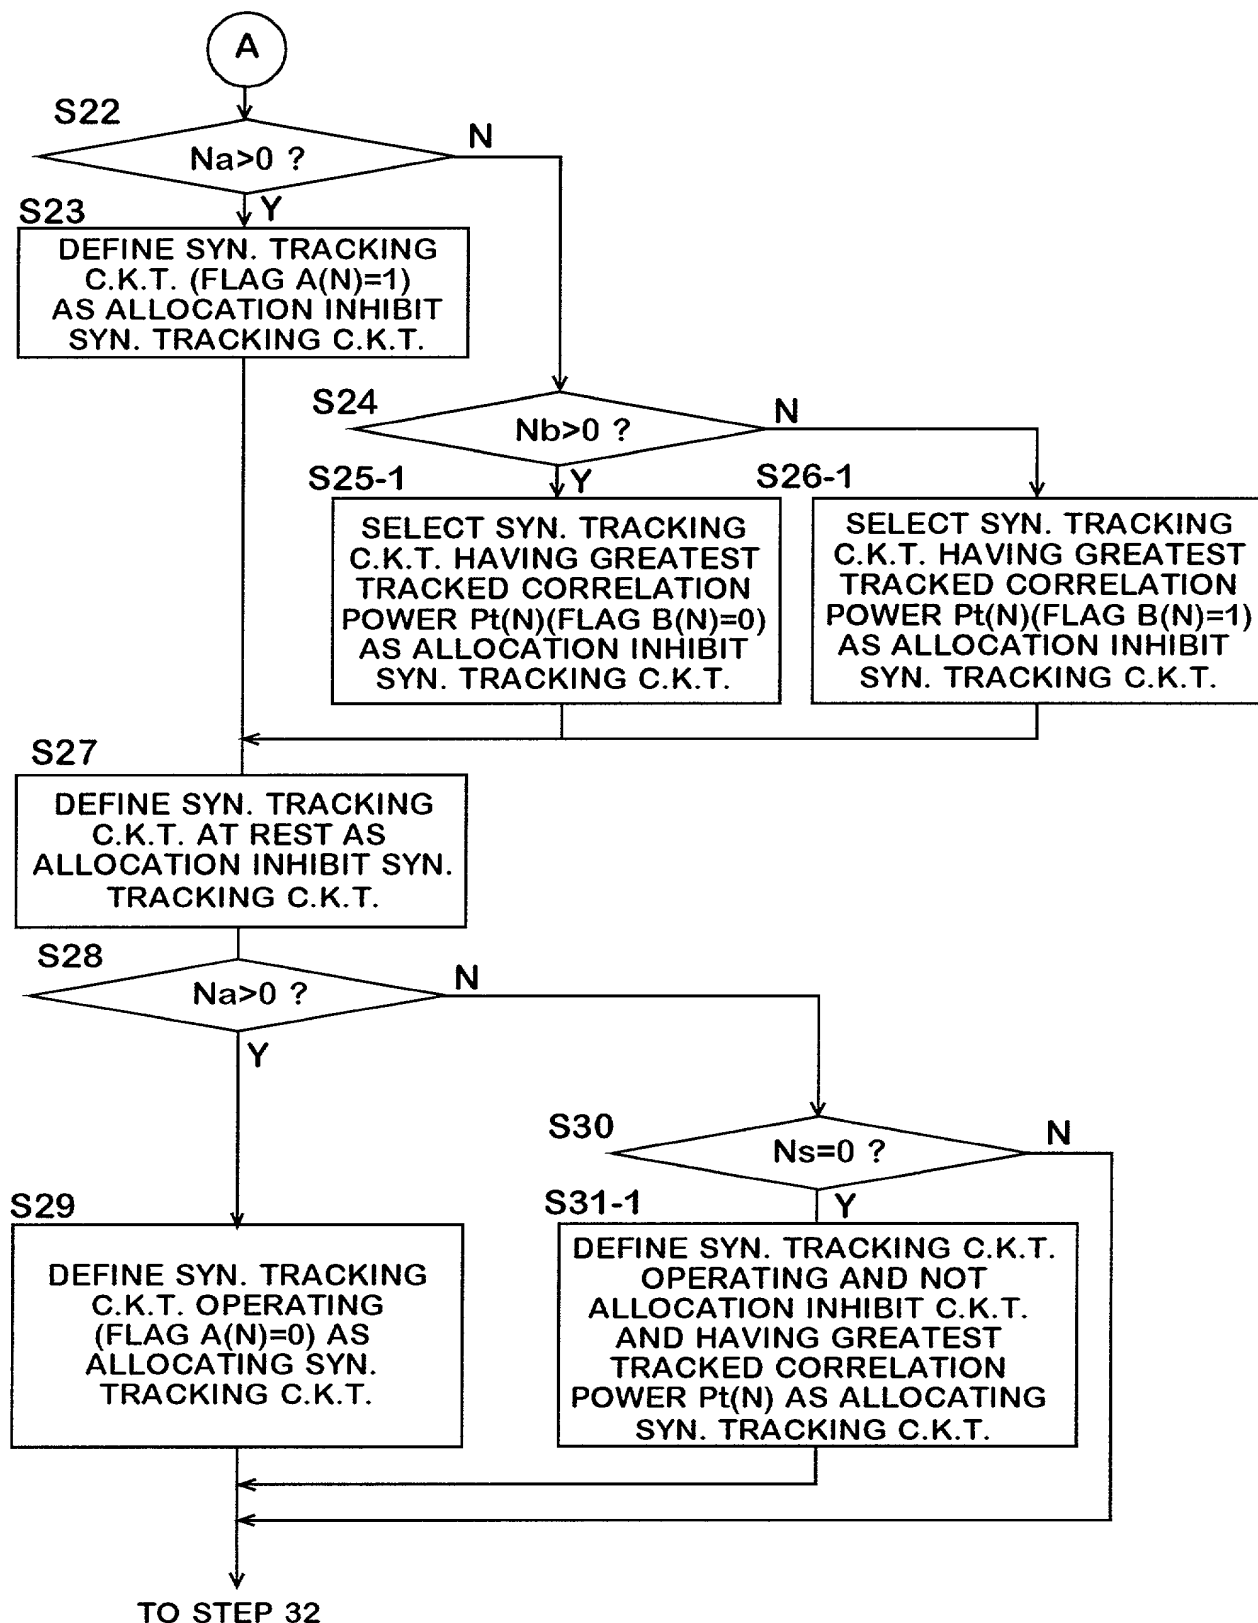 A
S22
Na>0 ?
N
Y
S23
DEFINE SYN. TRACKING
C.K.T. (FLAG A(N)=1)
AS ALLOCATION INHIBIT
SYN. TRACKING C.K.T.
S24
Nb>0 ?
N
Y
S25-1
SELECT SYN. TRACKING
C.K.T. HAVING GREATEST
TRACKED CORRELATION
POWER Pt(N)(FLAG B(N)=0)
AS ALLOCATION INHIBIT
SYN. TRACKING C.K.T.
S26-1
SELECT SYN. TRACKING
C.K.T. HAVING GREATEST
TRACKED CORRELATION
POWER Pt(N)(FLAG B(N)=1)
AS ALLOCATION INHIBIT
SYN. TRACKING C.K.T.
S27
DEFINE SYN. TRACKING
C.K.T. AT REST AS
ALLOCATION INHIBIT SYN.
TRACKING C.K.T.
S28
Na>0 ?
N
Y
S30
Ns=0 ?
N
Y
S29
DEFINE SYN. TRACKING
C.K.T. OPERATING
(FLAG A(N)=0) AS
ALLOCATING SYN.
TRACKING C.K.T.
S31-1
DEFINE SYN. TRACKING C.K.T.
OPERATING AND NOT
ALLOCATION INHIBIT C.K.T.
AND HAVING GREATEST
TRACKED CORRELATION
POWER Pt(N) AS ALLOCATING
SYN. TRACKING C.K.T.
TO STEP 32